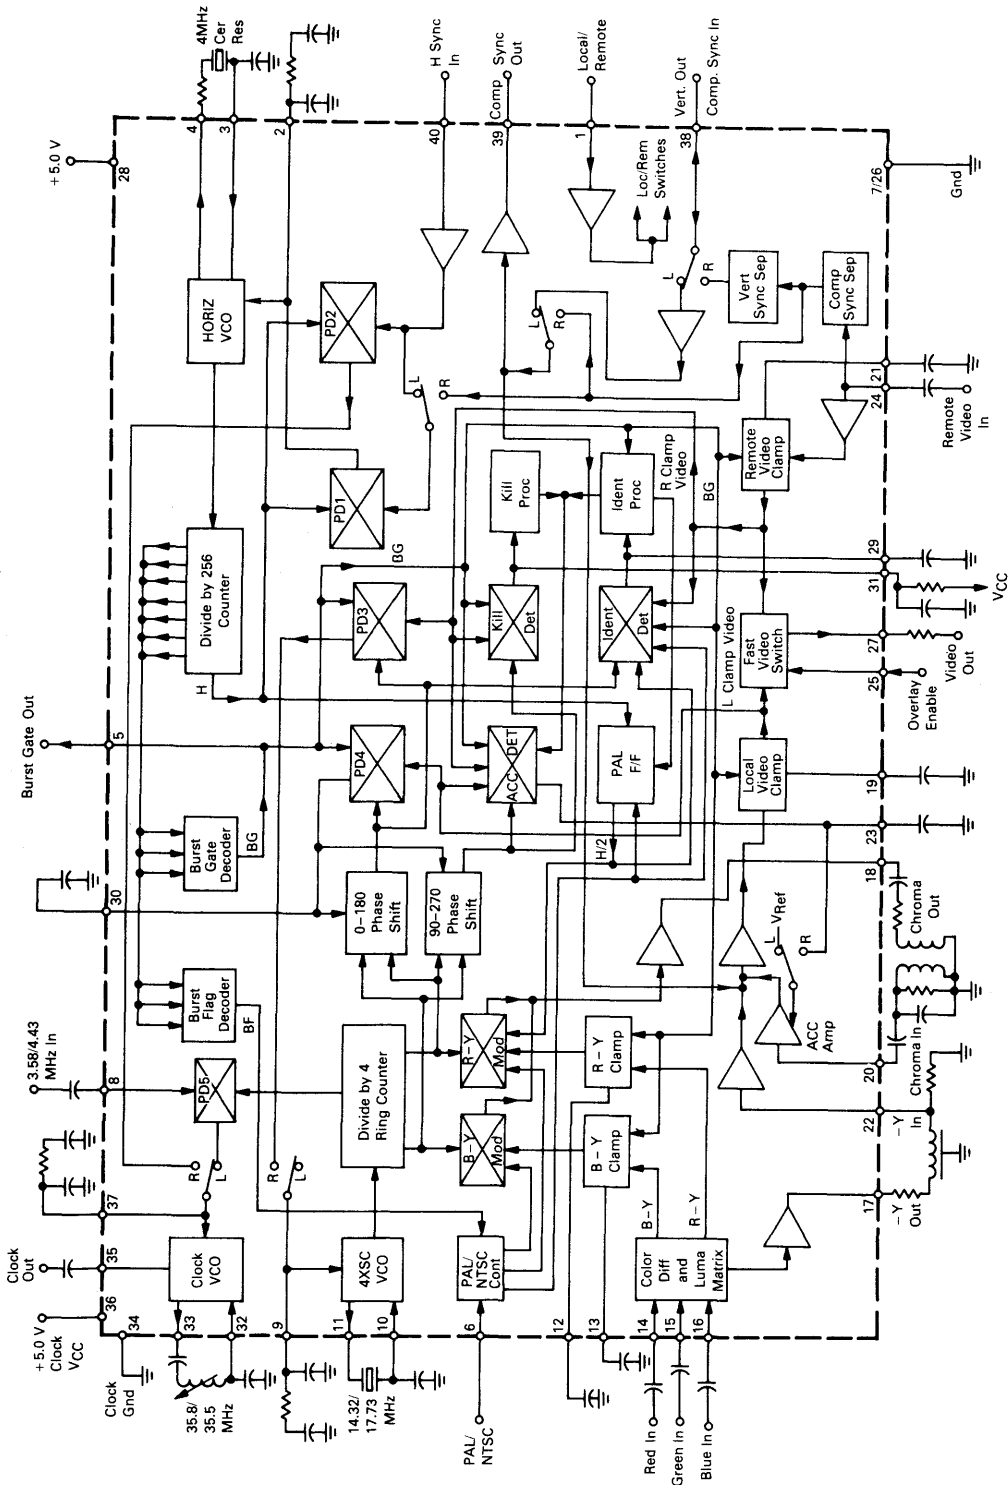 +5.0 V
28
4MHz
Cer
Res
4
3
2
H Sync
In
40
Comp
Sync
Out
39
Local/
Remote
1
Vert. Out
Comp. Sync In
38
7/26
Gnd
HORIZ
VCO
PD2
Loc/Rem
Switches
L
R
Vert
Sync Sep
Comp
Sync Sep
L
R
L
R
21
24
Remote
Video
In
Divide by 256
Counter
H
PD1
BG
Kill
Proc
Ident
Proc
R Clamp
Video
BG
Remote
Video
Clamp
29
31
VCC
PD3
Kill
Det
Ident
Det
L Clamp Video
Fast
Video
Switch
27
Video
Out
25
Overlay
Enable
Burst Gate Out
5
PD4
ACC
DET
PAL
F/F
H/2
Local
Video
Clamp
19
23
18
Burst
Gate
Decoder
BG
30
0–180
Phase
Shift
90–270
Phase
Shift
L
VRef
R
ACC
Amp
Chroma
Out
Chroma In
20
Burst
Flag
Decoder
BF
3.58/4.43
MHz In
8
PD5
Divide by 4
Ring Counter
R–Y
Mod
B–Y
Mod
R–Y
Clamp
B–Y
Clamp
22
–Y
In
17
–Y
Out
R
L
R
L
37
Clock
Out
35
Clock
VCO
4XSC
VCO
PAL/
NTSC
Cont
B–Y
R–Y
Color
Diff
and
Luma
Matrix
+5.0 V
Clock
VCC
36
34
Clock
Gnd
33
32
35.8/
35.5
MHz
9
11
10
14.32/
17.73
MHz
6
PAL/
NTSC
12
13
14
15
16
Red In
Green In
Blue In